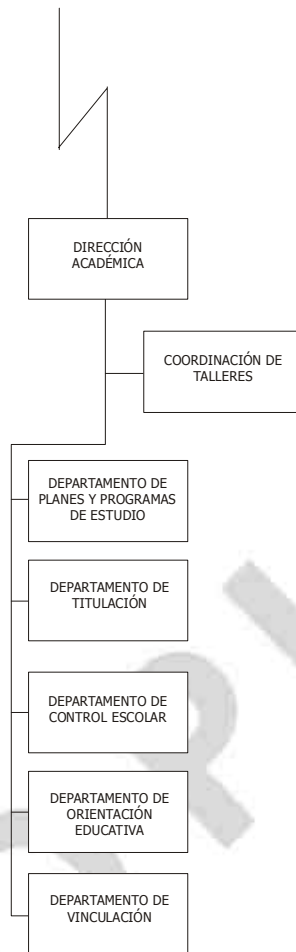 DIRECCIÓN
ACADÉMICA
COORDINACIÓN DE
TALLERES
DEPARTAMENTO DE
PLANES Y PROGRAMAS
DE ESTUDIO
DEPARTAMENTO DE
TITULACIÓN
DEPARTAMENTO DE
CONTROL ESCOLAR
DEPARTAMENTO DE
ORIENTACIÓN
EDUCATIVA
DEPARTAMENTO DE
VINCULACIÓN